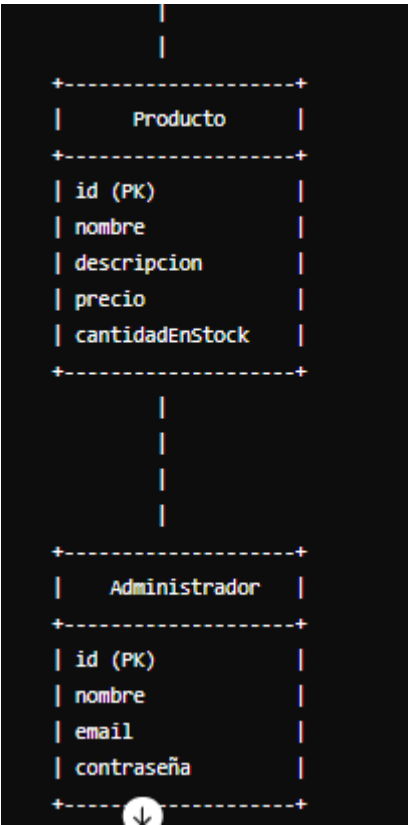 |
|
+--------------------+
| Producto |
+--------------------+
| id (PK) |
| nombre |
| descripcion |
| precio |
| cantidadEnStock |
+--------------------+
|
|
|
|
+--------------------+
| Administrador |
+--------------------+
| id (PK) |
| nombre |
| email |
| contraseña |
+--------------------+